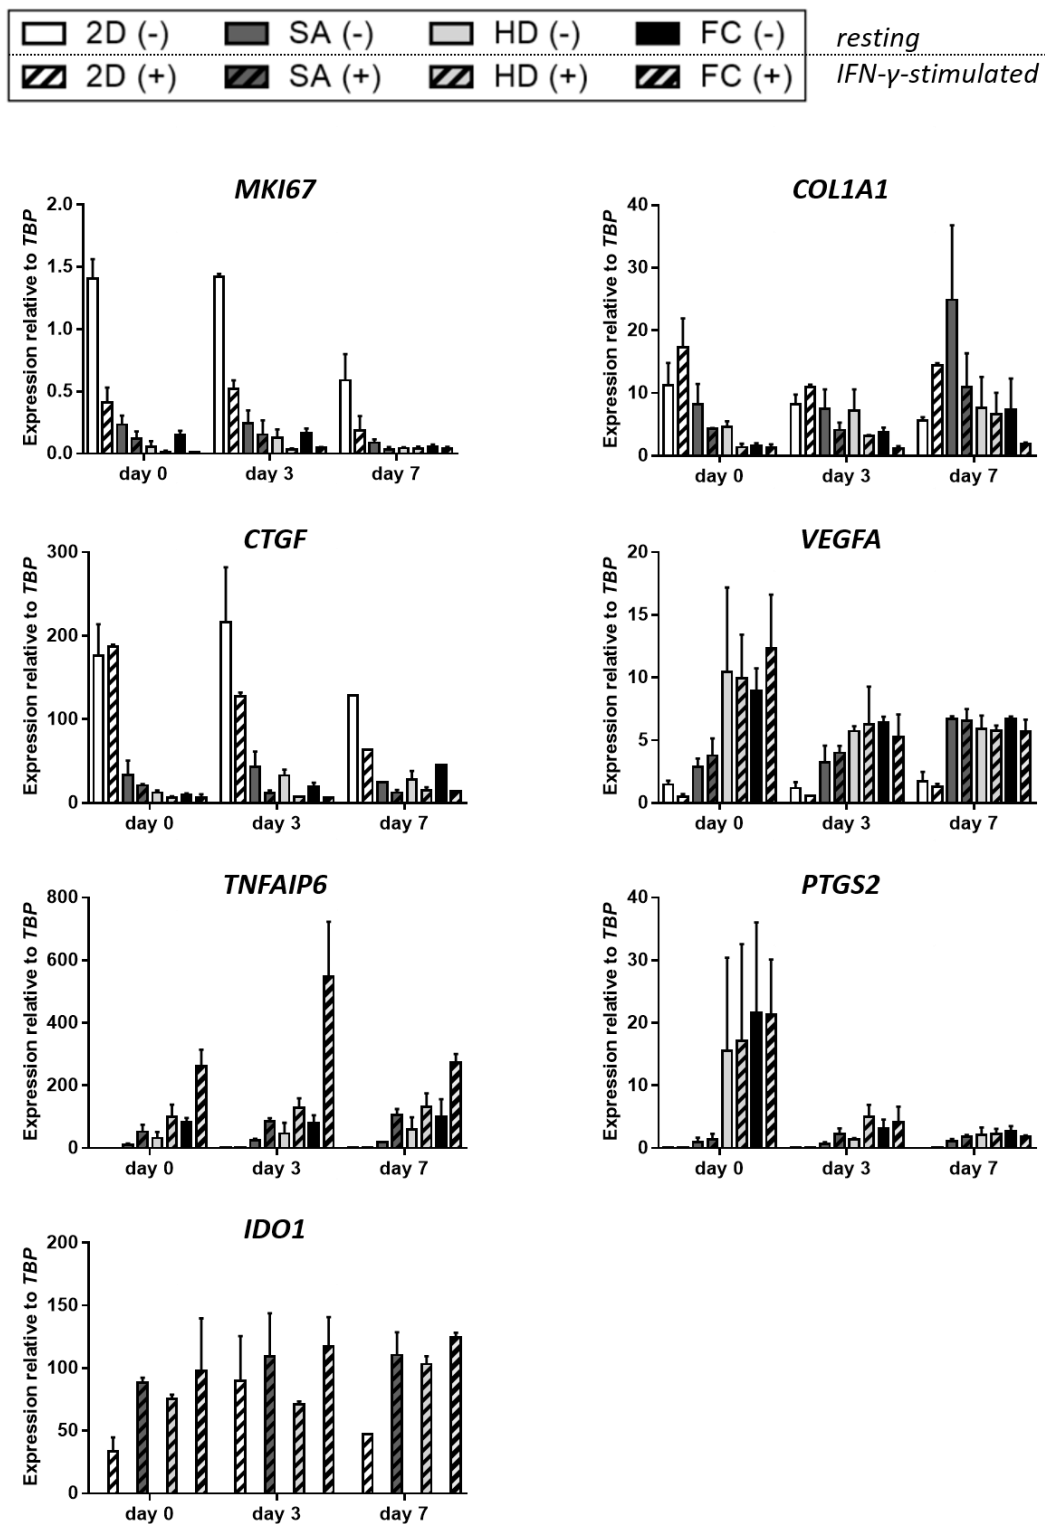 2D (-) SA (-) HD (-) FC (-) resting
2D (+) SA (+) HD (+) FC (+) IFN-γ-stimulated
MKI67
Expression relative to TBP
2.0
1.5
1.0
0.5
0.0
day 0 day 3 day 7
COL1A1
Expression relative to TBP
40
30
20
10
0
day 0 day 3 day 7
CTGF
Expression relative to TBP
300
200
100
0
day 0 day 3 day 7
VEGFA
Expression relative to TBP
20
15
10
5
0
day 0 day 3 day 7
TNFAIP6
Expression relative to TBP
800
600
400
200
0
day 0 day 3 day 7
PTGS2
Expression relative to TBP
40
30
20
10
0
day 0 day 3 day 7
IDO1
Expression relative to TBP
200
150
100
50
0
day 0 day 3 day 7